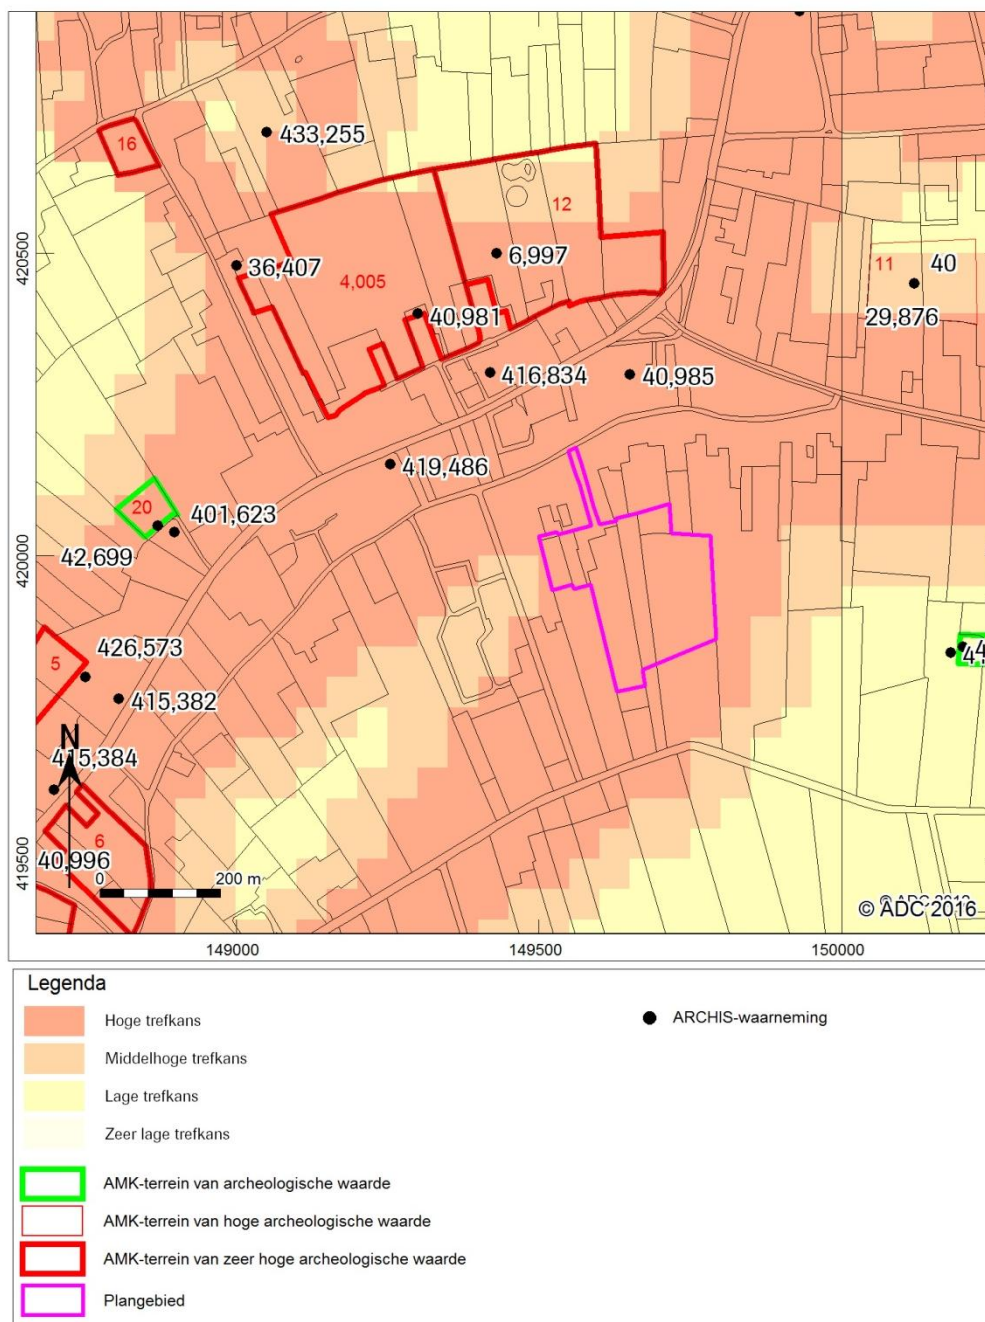 16
433,255
12
420500
36,407
6,997
4,005
11
40
40,981
29,876
416,834
40,985
419,486
20
401,623
42,699
420000
426,573
5
415,382
N
415,384
6
419500
40,996
0
200 m
© ADC 2016
149000
149500
150000
Legenda
Hoge trefkans
ARCHIS-waarneming
Middelhoge trefkans
Lage trefkans
Zeer lage trefkans
AMK-terrein van archeologische waarde
AMK-terrein van hoge archeologische waarde
AMK-terrein van zeer hoge archeologische waarde
Plangebied